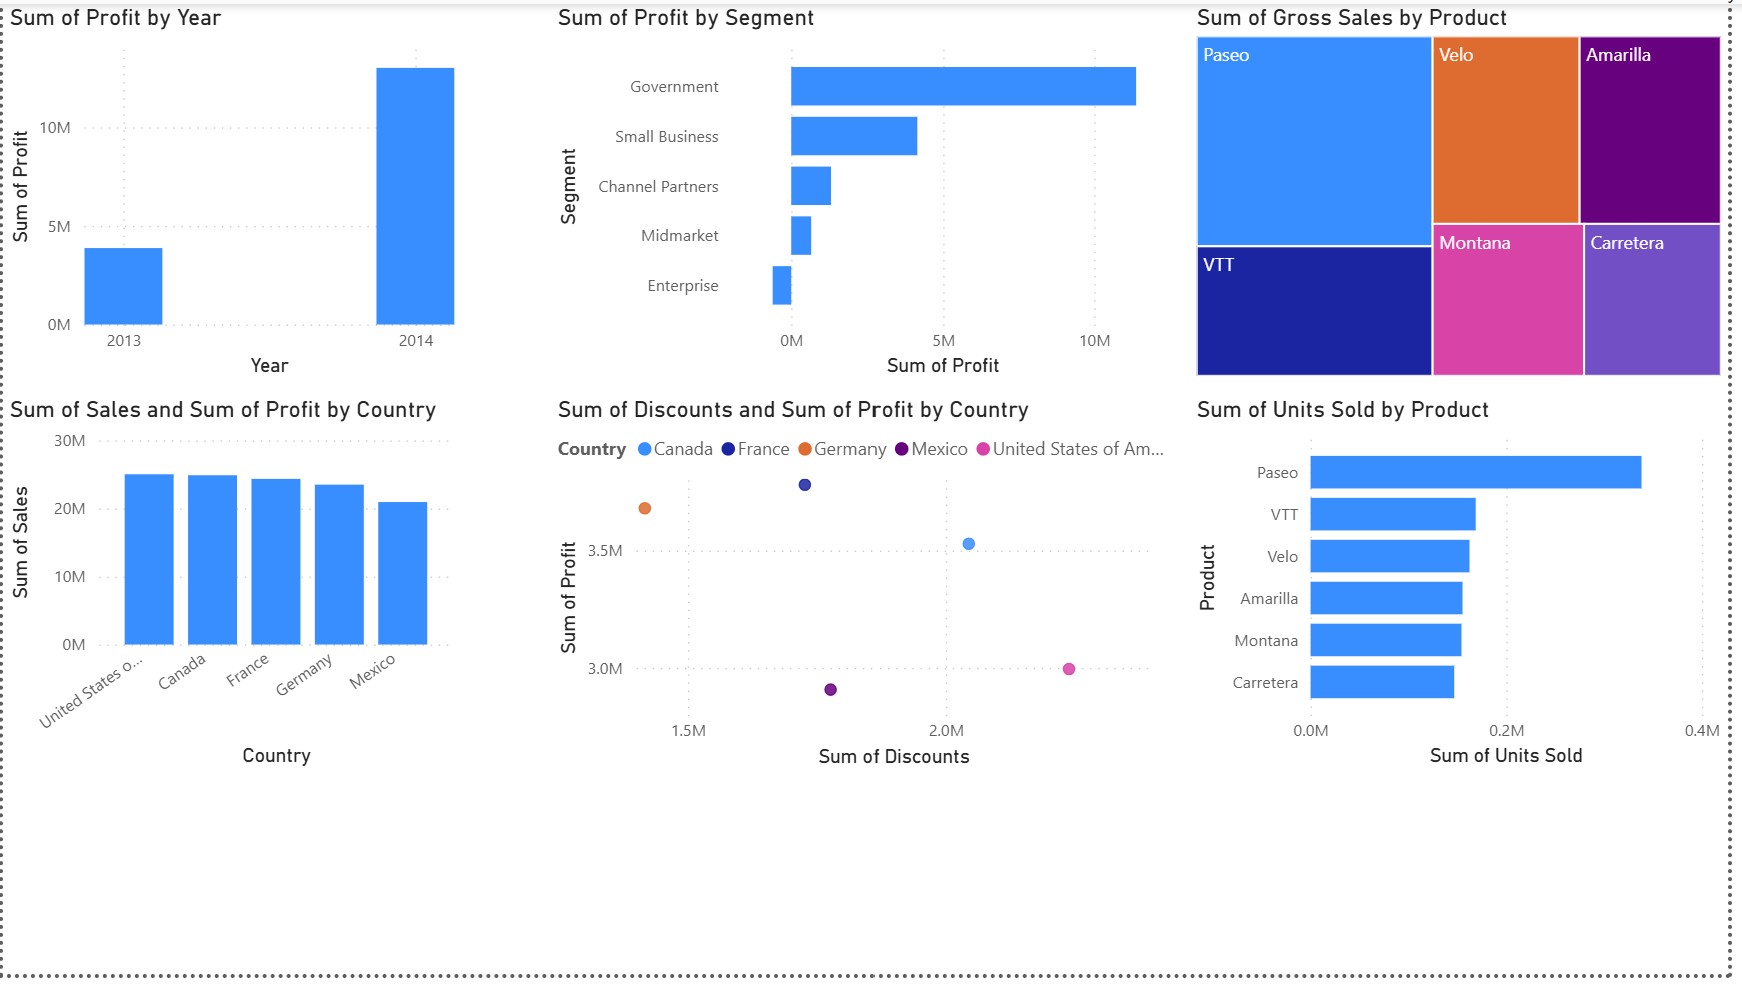 Sum of Profit by Year
Sum of Profit
10M
5M
0M
2013
2014
Year
Sum of Profit by Segment
Segment
Government
Small Business
Channel Partners
Midmarket
Enterprise
0M
5M
10M
Sum of Profit
Sum of Gross Sales by Product
Paseo
Velo
Amarilla
VTT
Montana
Carretera
Sum of Sales and Sum of Profit by Country
Sum of Sales
30M
20M
10M
0M
United States o...
Canada
France
Germany
Mexico
Country
Sum of Discounts and Sum of Profit by Country
Country Canada France Germany Mexico United States of Am...
Sum of Profit
3.5M
3.0M
1.5M
2.0M
Sum of Discounts
Sum of Units Sold by Product
Product
Paseo
VTT
Velo
Amarilla
Montana
Carretera
0.0M
0.2M
0.4M
Sum of Units Sold